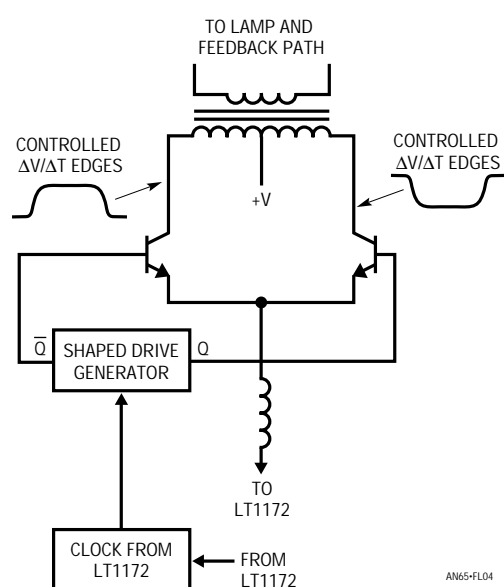 TO LAMP AND
FEEDBACK PATH
CONTROLLED
ΔV/ΔT EDGES
CONTROLLED
ΔV/ΔT EDGES
+V
Q̅
SHAPED DRIVE
GENERATOR
Q
TO
LT1172
CLOCK FROM
LT1172
FROM
LT1172
AN65•FL04